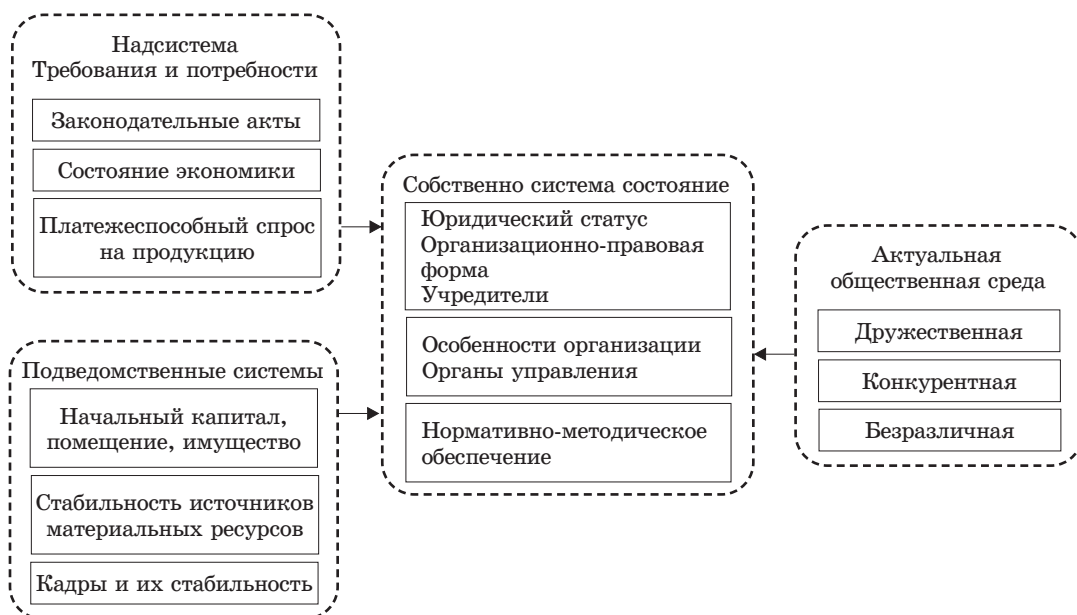 Надсистема
Требования и потребности
Законодательные акты
Состояние экономики
Платежеспособный спрос
на продукцию
Подведомственные системы
Начальный капитал,
помещение, имущество
Стабильность источников
материальных ресурсов
Кадры и их стабильность
Собственно система состояние
Юридический статус
Организационно-правовая
форма
Учредители
Особенности организации
Органы управления
Нормативно-методическое
обеспечение
Актуальная
общественная среда
Дружественная
Конкурентная
Безразличная